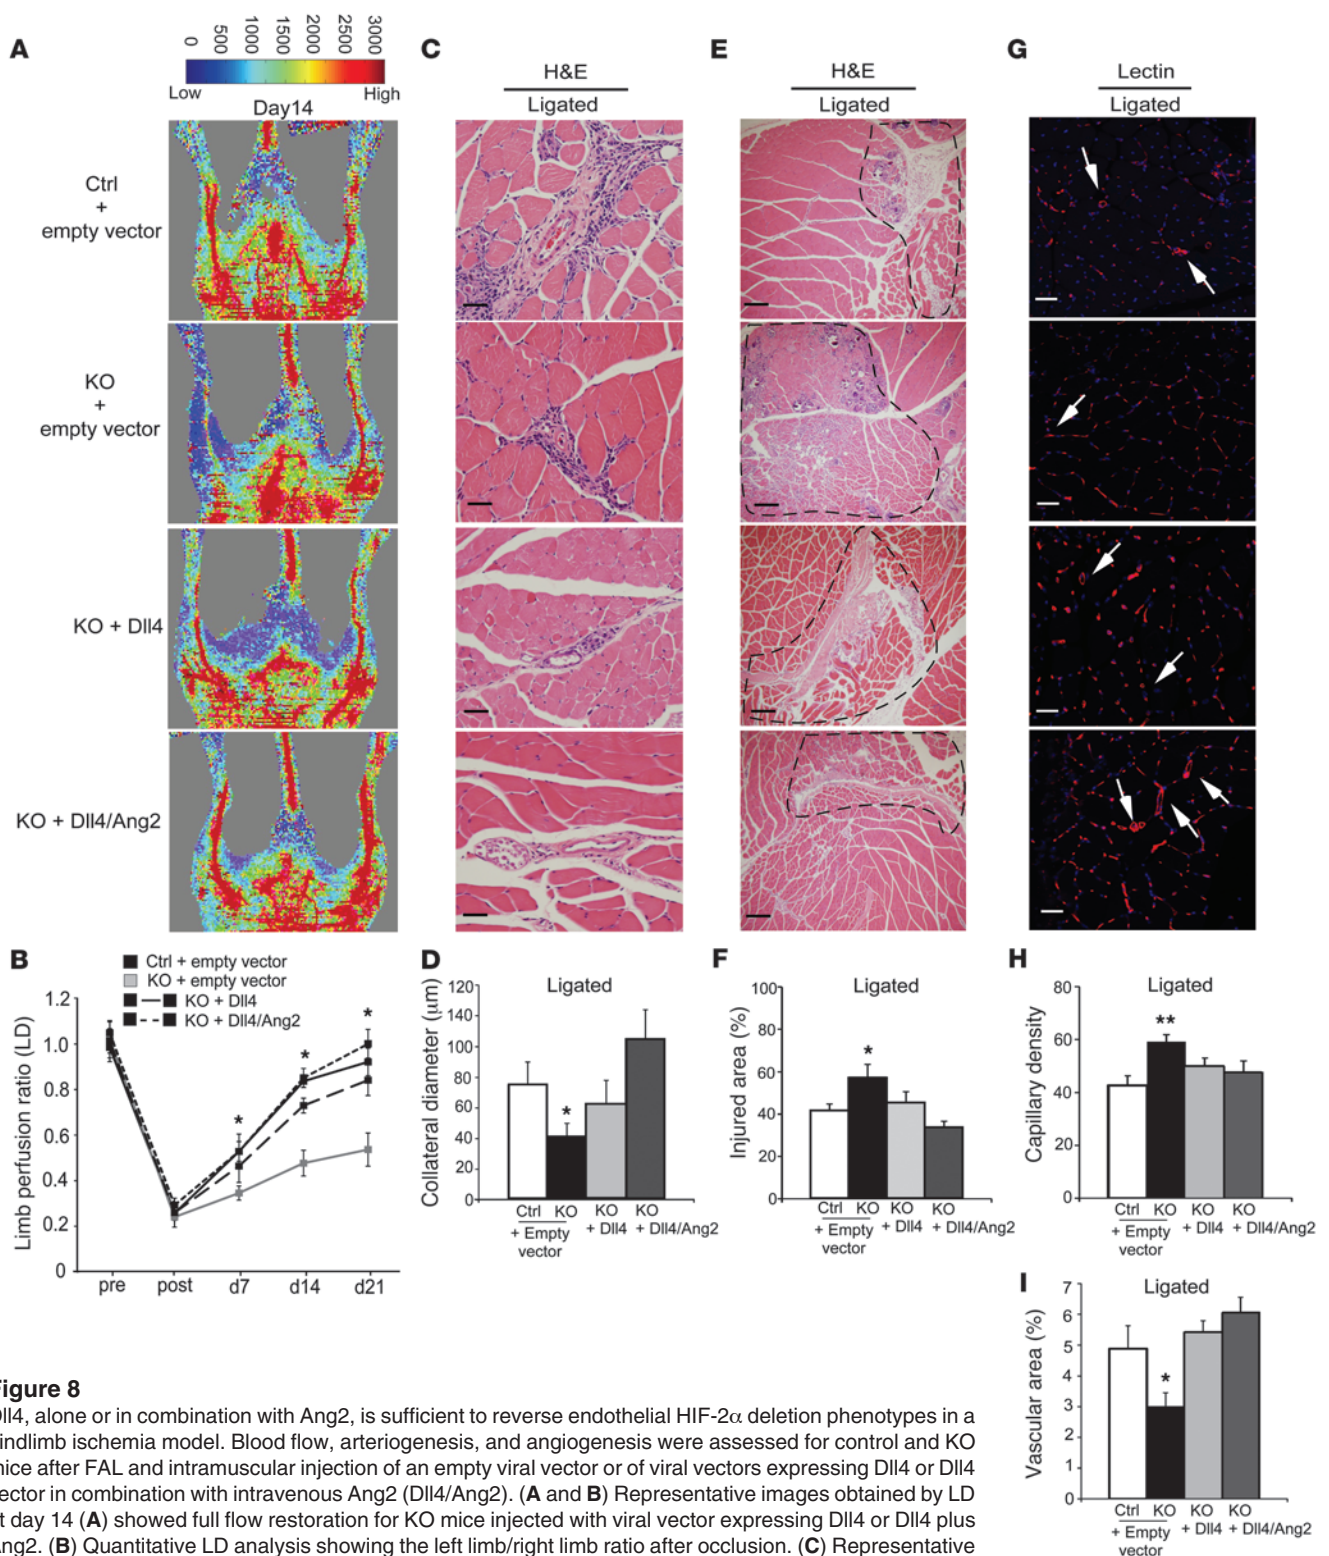 A
0 500 1000 1500 2000 2500 3000
Low High
Day14
Ctrl
+
empty vector
KO
+
empty vector
KO + Dll4
KO + Dll4/Ang2
C
H&E
Ligated
E
H&E
Ligated
G
Lectin
Ligated
B
Ctrl + empty vector
KO + empty vector
KO + Dll4
KO + Dll4/Ang2
Limb perfusion ratio (LD)
1.2
1.0
0.8
0.6
0.4
0.2
0
* * *
pre post d7 d14 d21
D
Ligated
Collateral diameter (μm)
120
140
100
80
60
40
20
0
*
Ctrl KO KO KO
+ Empty vector + Dll4 + Dll4/Ang2
F
Ligated
Injured area (%)
100
80
60
40
20
0
*
Ctrl KO KO KO
+ Empty vector + Dll4 + Dll4/Ang2
H
Ligated
Capillary density
80
60
40
20
0
**
Ctrl KO KO KO
+ Empty vector + Dll4 + Dll4/Ang2
I
Ligated
Vascular area (%)
7
6
5
4
3
2
1
0
*
Ctrl KO KO KO
+ Empty vector + Dll4 + Dll4/Ang2
Figure 8
Dll4, alone or in combination with Ang2, is sufficient to reverse endothelial HIF-2α deletion phenotypes in a
hindlimb ischemia model. Blood flow, arteriogenesis, and angiogenesis were assessed for control and KO
mice after FAL and intramuscular injection of an empty viral vector or of viral vectors expressing Dll4 or Dll4
vector in combination with intravenous Ang2 (Dll4/Ang2). (A and B) Representative images obtained by LD
at day 14 (A) showed full flow restoration for KO mice injected with viral vector expressing Dll4 or Dll4 plus
Ang2. (B) Quantitative LD analysis showing the left limb/right limb ratio after occlusion. (C) Representative